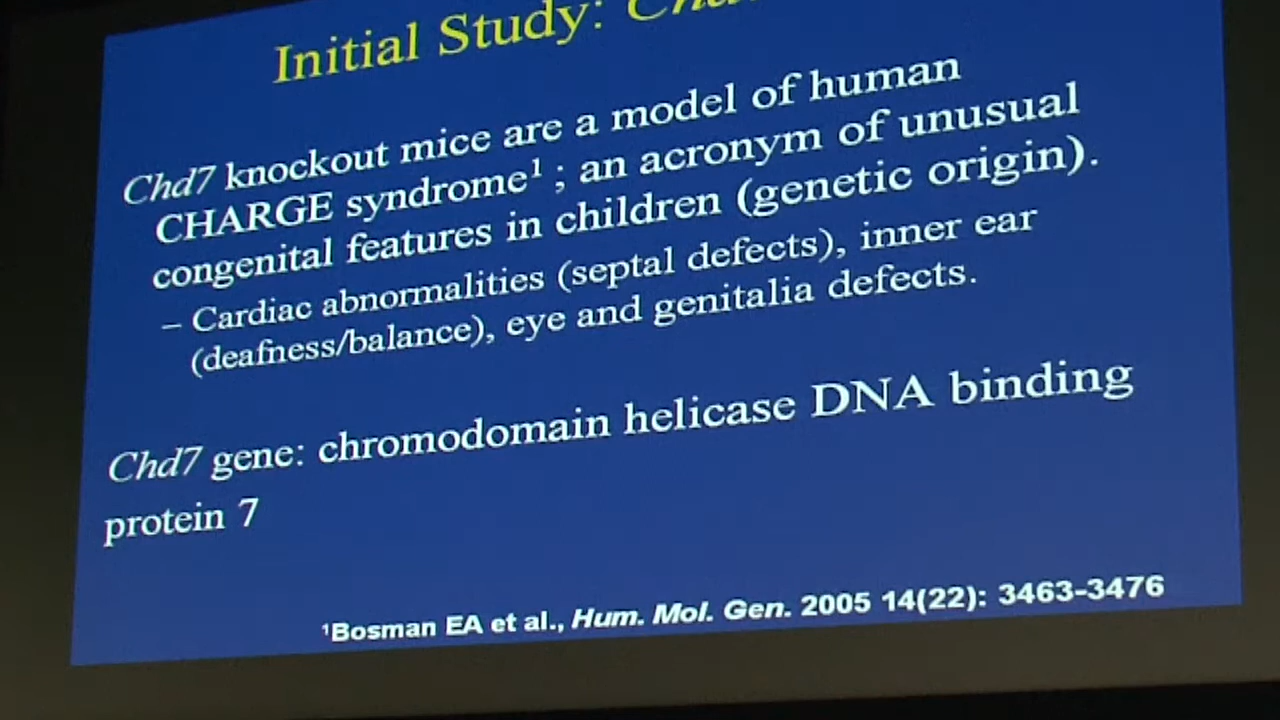 Initial Study:
Chd7 knockout mice are a model of human
CHARGE syndrome¹ ; an acronym of unusual
congenital features in children (genetic origin).
– Cardiac abnormalities (septal defects), inner ear
(deafness/balance), eye and genitalia defects.
Chd7 gene: chromodomain helicase DNA binding
protein 7
¹Bosman EA et al., Hum. Mol. Gen. 2005 14(22): 3463-3476